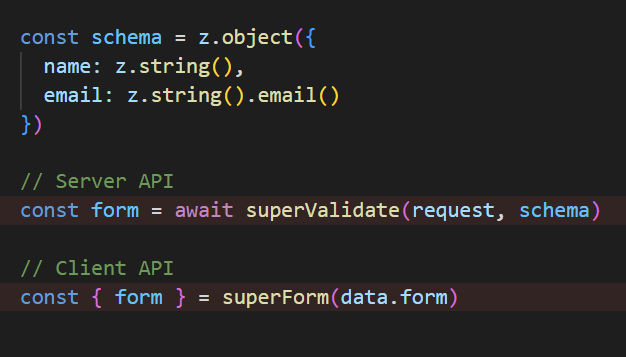 const schema = z.object({
  name: z.string(),
  email: z.string().email()
})
// Server API
const form = await superValidate(request, schema)
// Client API
const { form } = superForm(data.form)